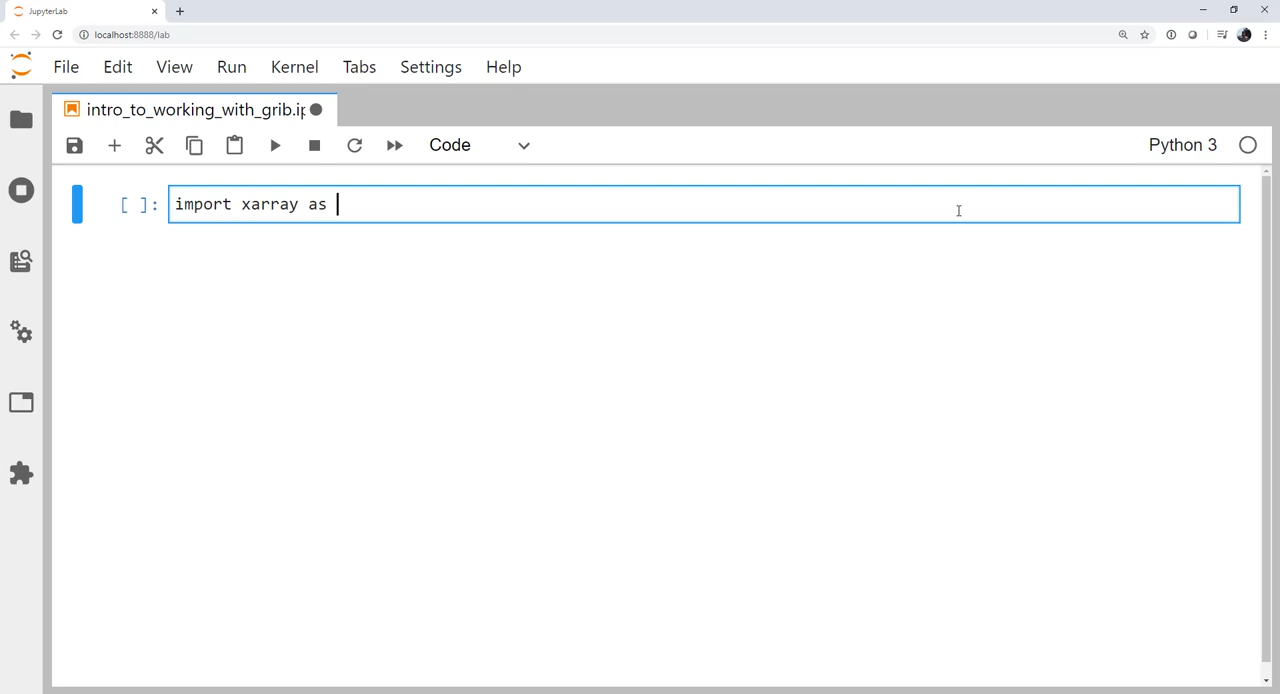 JupyterLab
localhost:8888/lab
File Edit View Run Kernel Tabs Settings Help
intro_to_working_with_grib.ip
Code
Python 3
[ ]: import xarray as